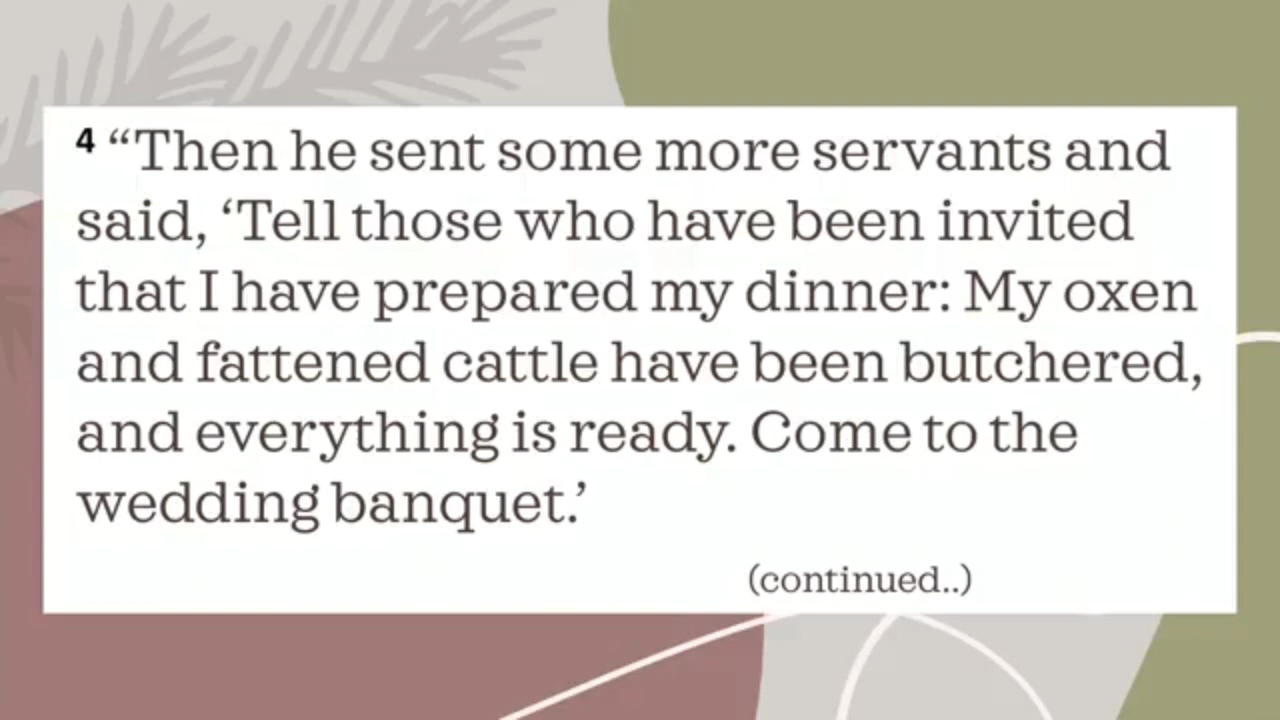 4 “Then he sent some more servants and
said, ‘Tell those who have been invited
that I have prepared my dinner: My oxen
and fattened cattle have been butchered,
and everything is ready. Come to the
wedding banquet.’
(continued..)